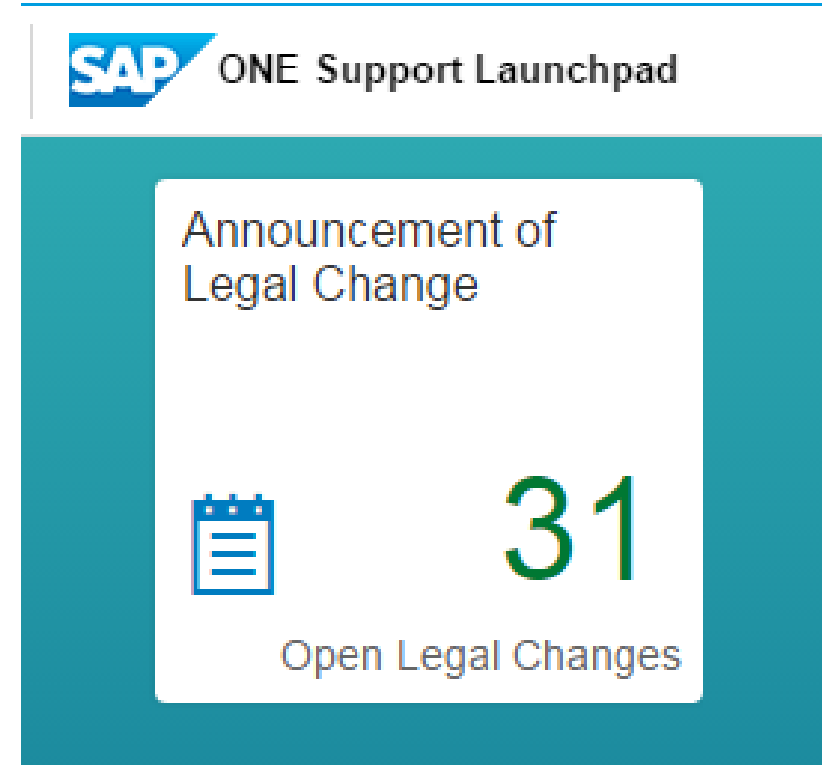 SAP ONE Support Launchpad
Announcement of
Legal Change
31
Open Legal Changes